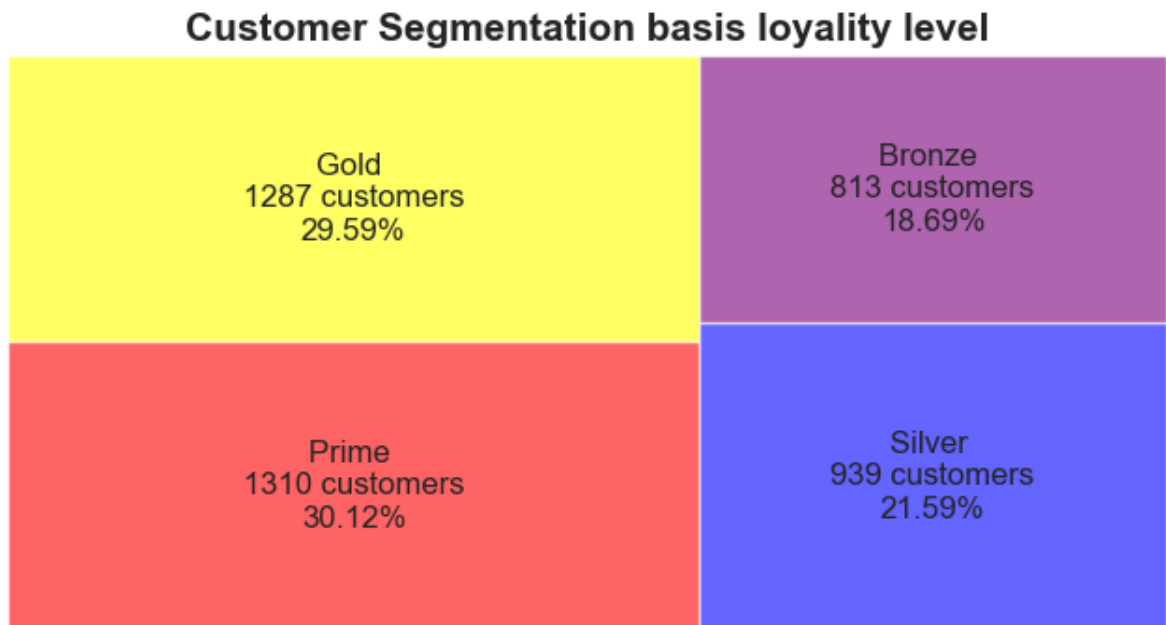 Customer Segmentation basis loyality level
Gold
1287 customers
29.59%
Bronze
813 customers
18.69%
Prime
1310 customers
30.12%
Silver
939 customers
21.59%